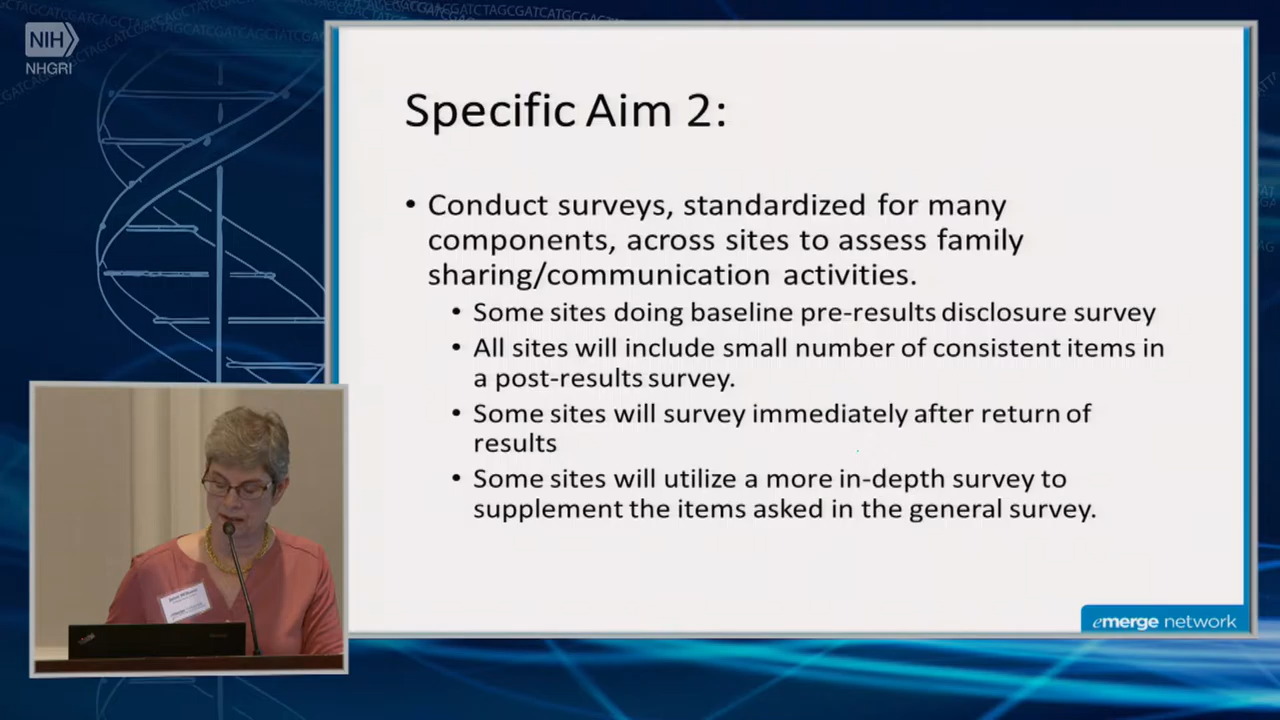 NIH
NHGRI
Specific Aim 2:
• Conduct surveys, standardized for many
components, across sites to assess family
sharing/communication activities.
• Some sites doing baseline pre-results disclosure survey
• All sites will include small number of consistent items in
a post-results survey.
• Some sites will survey immediately after return of
results
• Some sites will utilize a more in-depth survey to
supplement the items asked in the general survey.
emerge network